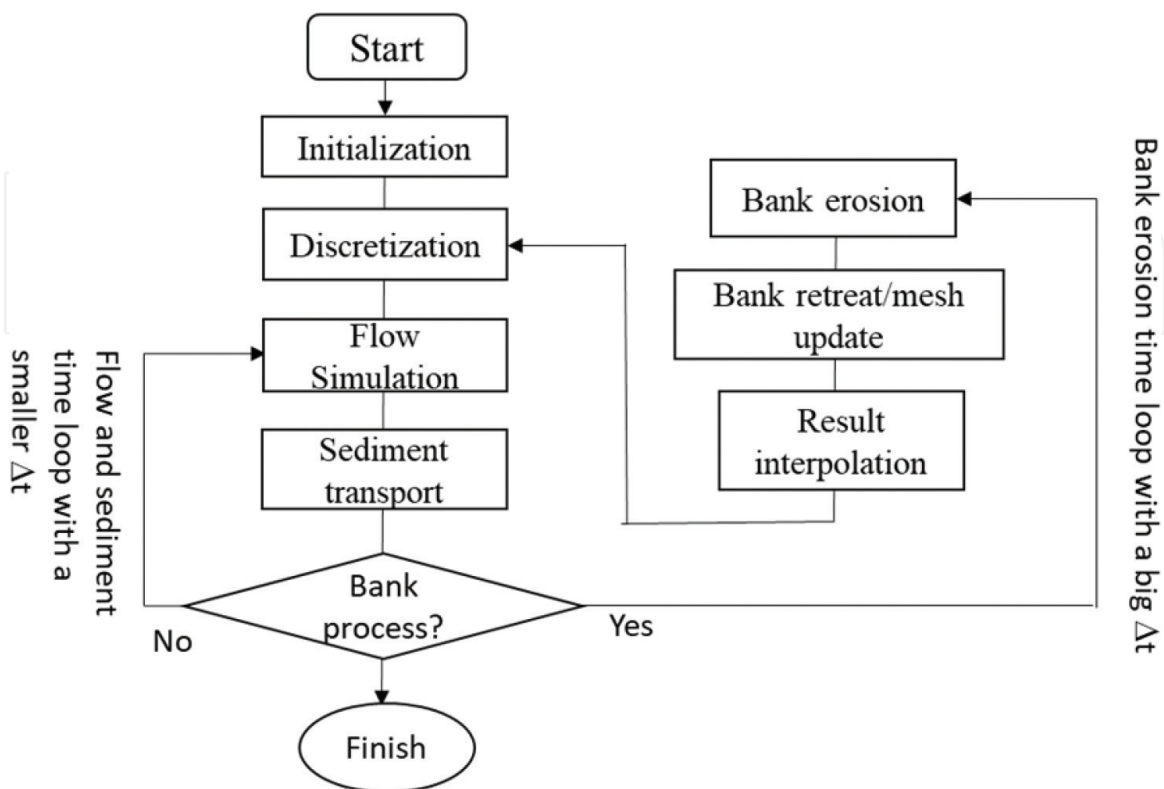 Start
Initialization
Discretization
Flow
Simulation
Sediment
transport
Bank
process?
No
Yes
Finish
Flow and sediment
time loop with a
smaller Δt
Bank erosion
Bank retreat/mesh
update
Result
interpolation
Bank erosion time loop with a big Δt